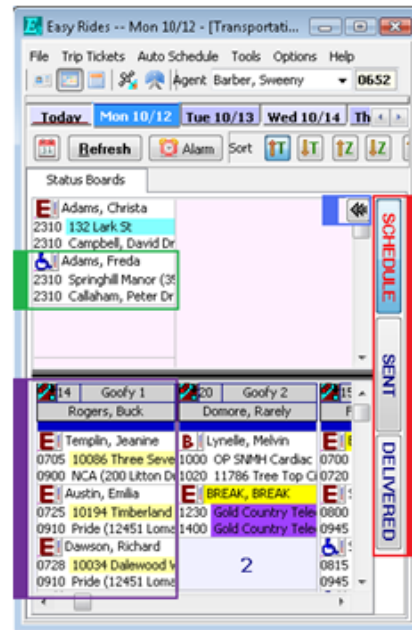 Easy Rides -- Mon 10/12 - [Transportati...
File Trip Tickets Auto Schedule Tools Options Help
Agent Barber, Sweeny 0652
Today Mon 10/12 Tue 10/13 Wed 10/14 Th
Refresh Alarm Sort T T Z Z
Status Boards
E Adams, Christa
2310 132 Lark St
2310 Campbell, David Dr
Adams, Freda
2310 Springhill Manor (35
2310 Callaham, Peter Dr
SCHEDULE
SENT
DELIVERED
14 Goofy 1 20 Goofy 2 15
Rogers, Buck Domore, Rarely
E Templin, Jeanine B Lynelle, Melvin E
0705 10086 Three Seve 1000 OP SNMH Cardiac 0700
0900 NCA (200 Litton Dr 1020 11786 Tree Top Ci 0720
E Austin, Emilia E BREAK, BREAK E
0725 10194 Timberland 1230 Gold Country Tele 0800
0910 Pride (12451 Loma 1400 Gold Country Tele 0945
E Dawson, Richard
0728 10034 Dalewood W 2 0815
0910 Pride (12451 Loma 0945